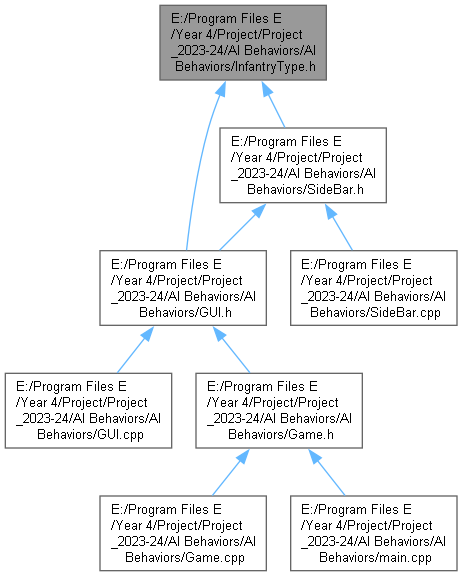 E:/Program Files E
/Year 4/Project/Project
_2023-24/AI Behaviors/AI
Behaviors/InfantryType.h
E:/Program Files E
/Year 4/Project/Project
_2023-24/AI Behaviors/AI
Behaviors/SideBar.h
E:/Program Files E
/Year 4/Project/Project
_2023-24/AI Behaviors/AI
Behaviors/GUI.h
E:/Program Files E
/Year 4/Project/Project
_2023-24/AI Behaviors/AI
Behaviors/SideBar.cpp
E:/Program Files E
/Year 4/Project/Project
_2023-24/AI Behaviors/AI
Behaviors/GUI.cpp
E:/Program Files E
/Year 4/Project/Project
_2023-24/AI Behaviors/AI
Behaviors/Game.h
E:/Program Files E
/Year 4/Project/Project
_2023-24/AI Behaviors/AI
Behaviors/Game.cpp
E:/Program Files E
/Year 4/Project/Project
_2023-24/AI Behaviors/AI
Behaviors/main.cpp